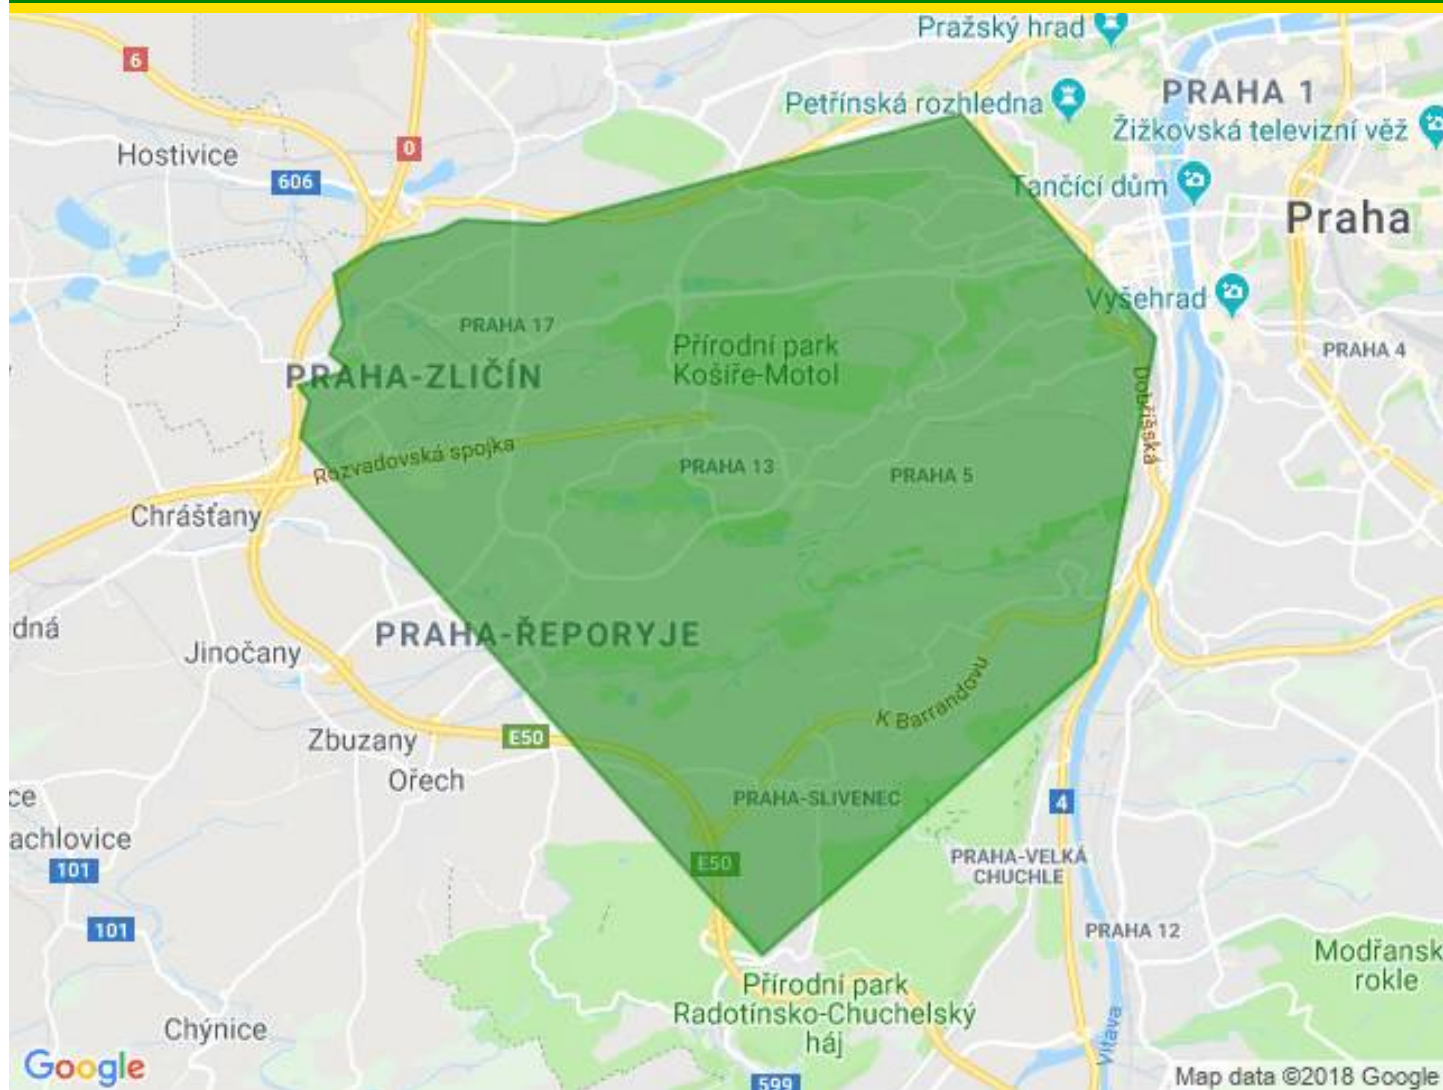 Pražský hrad
6
Petřínská rozhledna
PRAHA 1
Žižkovská televizní věž
0
Hostivice
606
Tančící dům
Praha
Vyšehrad
PRAHA 17
Přírodní park
Košíře-Motol
PRAHA 4
PRAHA-ZLIČÍN
Dobříšská
Rozvadovská spojka
PRAHA 13
PRAHA 5
Chrášťany
dná
PRAHA-ŘEPORYJE
Jinočany
K Barrandovu
Zbuzany
E50
Ořech
ce
PRAHA-SLIVENEC
4
achlovice
101
E50
PRAHA-VELKÁ
CHUCHLE
101
PRAHA 12
Modřansk
rokle
Přírodní park
Radotínsko-Chuchelský
háj
Chýnice
Vltava
Google
599
Map data ©2018 Google